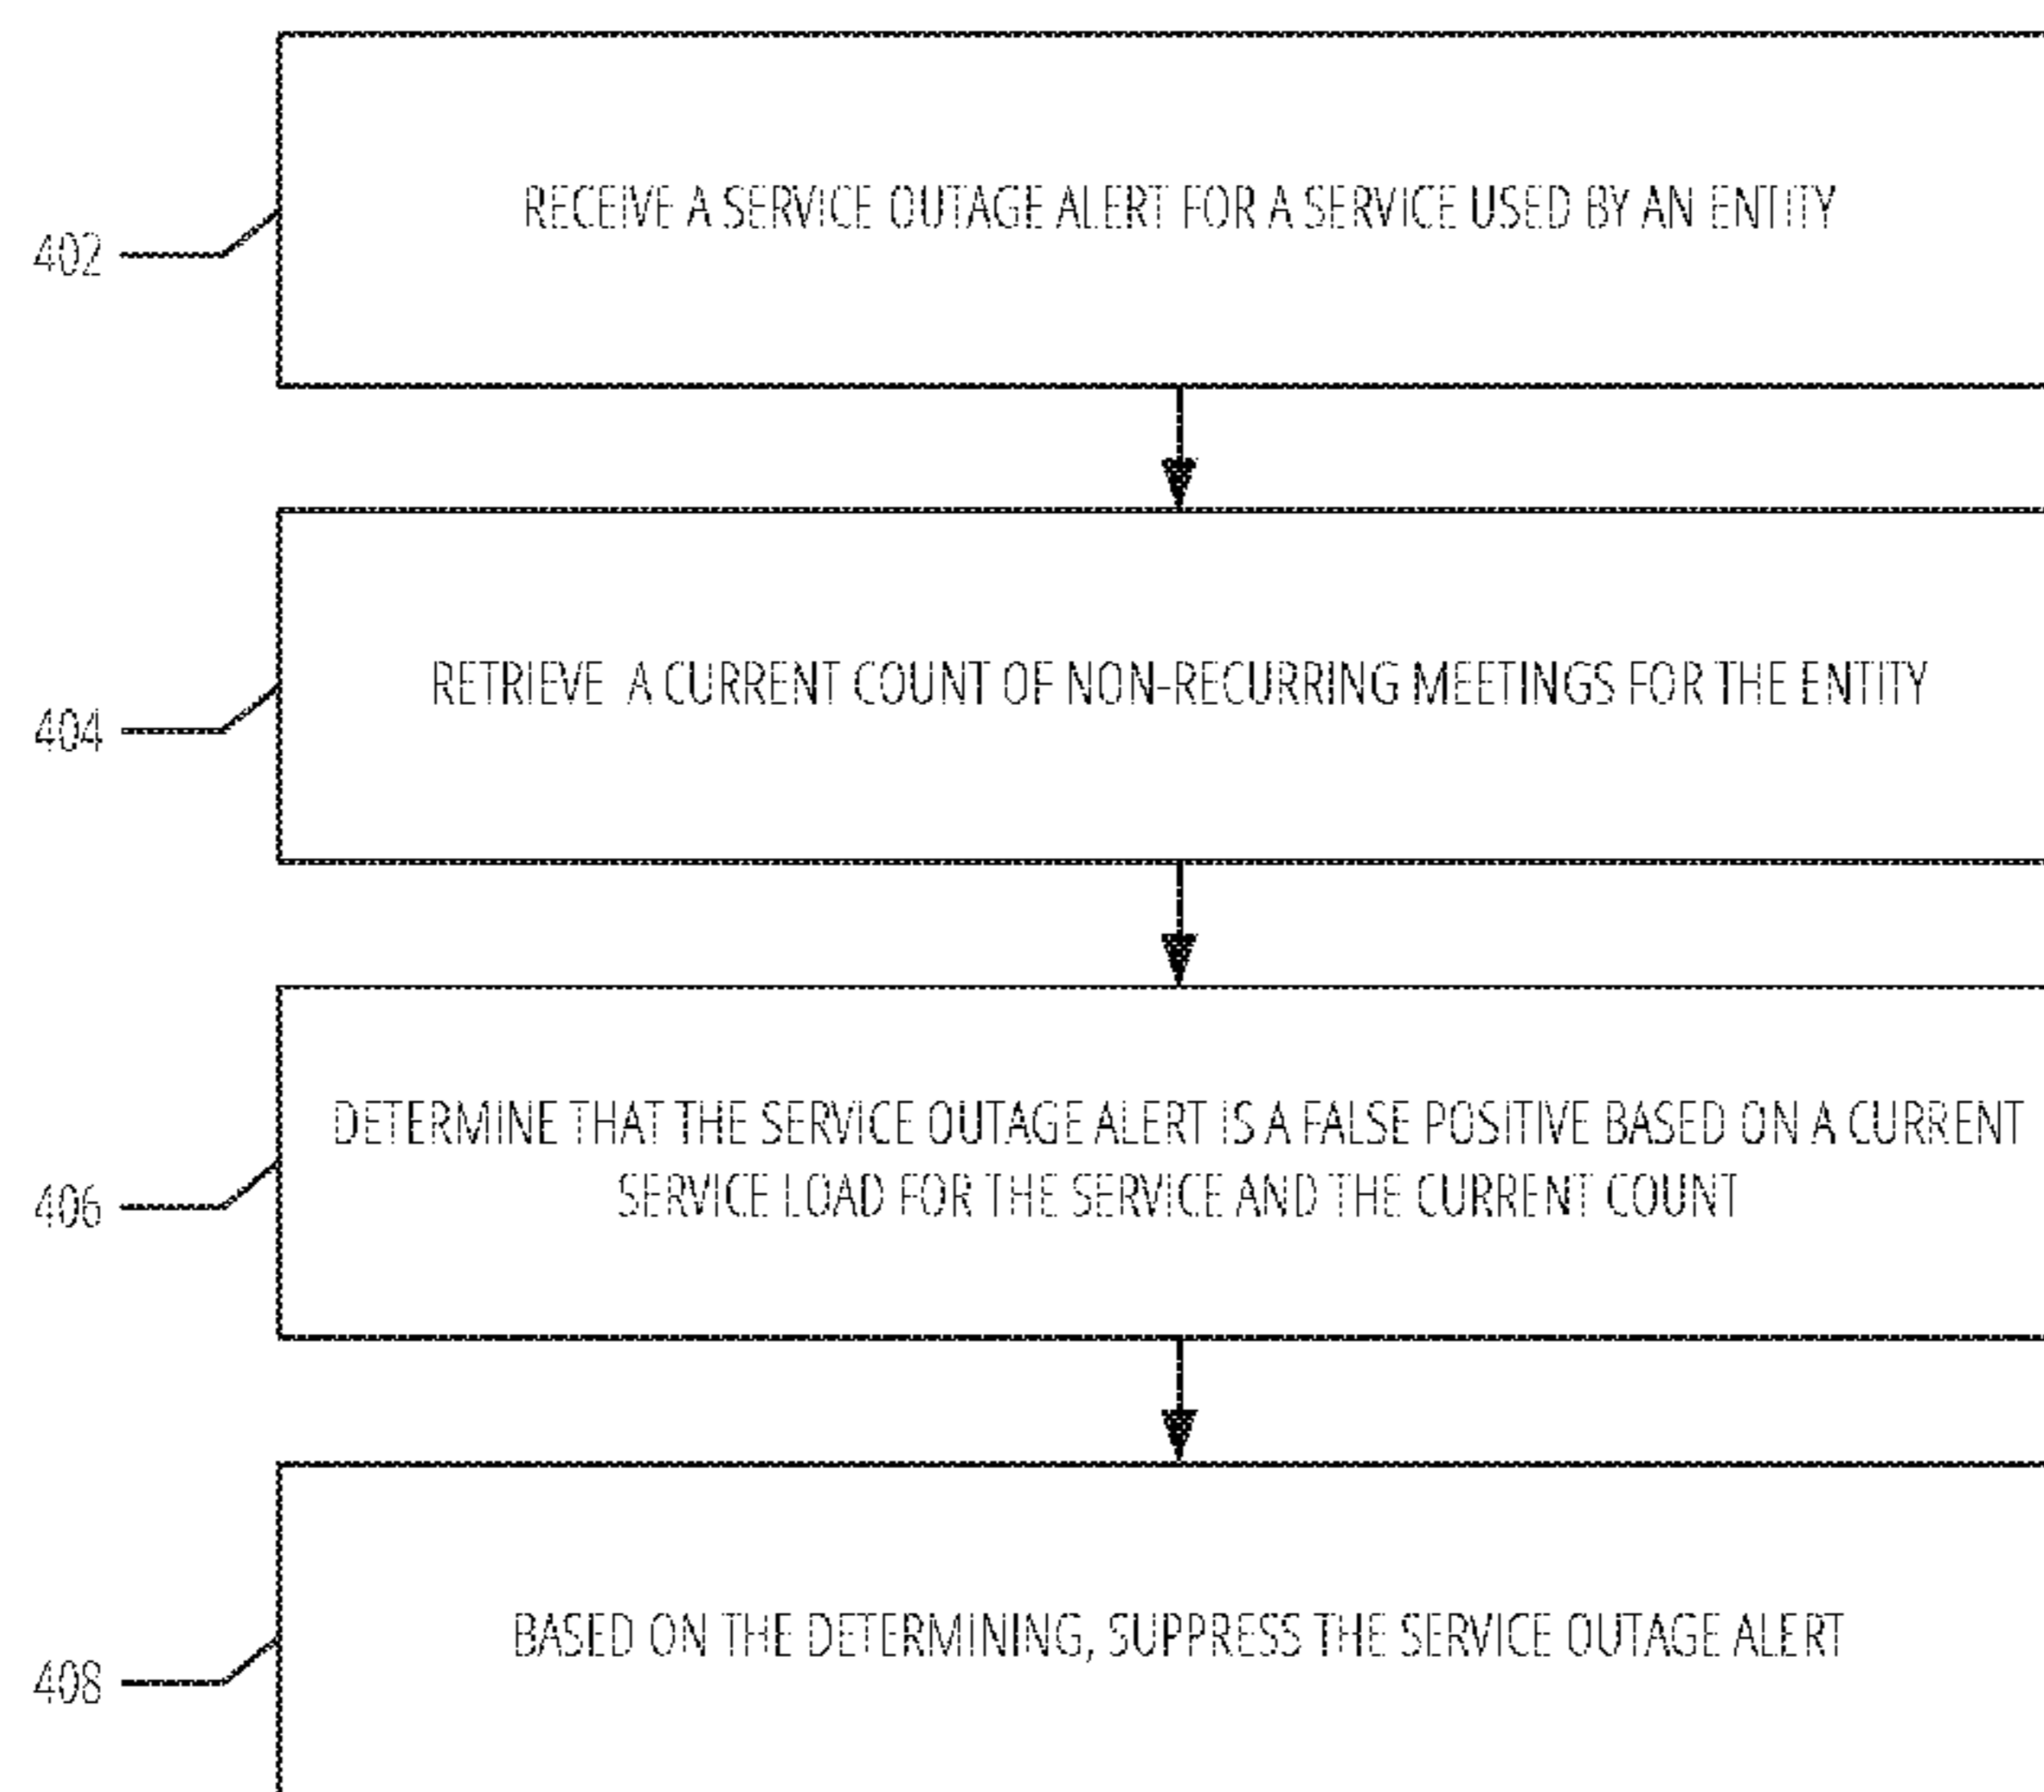 402
RECEIVE A SERVICE OUTAGE ALERT FOR A SERVICE USED BY AN ENTITY
404
RETRIEVE A CURRENT COUNT OF NON-RECURRING MEETINGS FOR THE ENTITY
406
DETERMINE THAT THE SERVICE OUTAGE ALERT IS A FALSE POSITIVE BASED ON A CURRENT
SERVICE LOAD FOR THE SERVICE AND THE CURRENT COUNT
408
BASED ON THE DETERMINING, SUPPRESS THE SERVICE OUTAGE ALERT